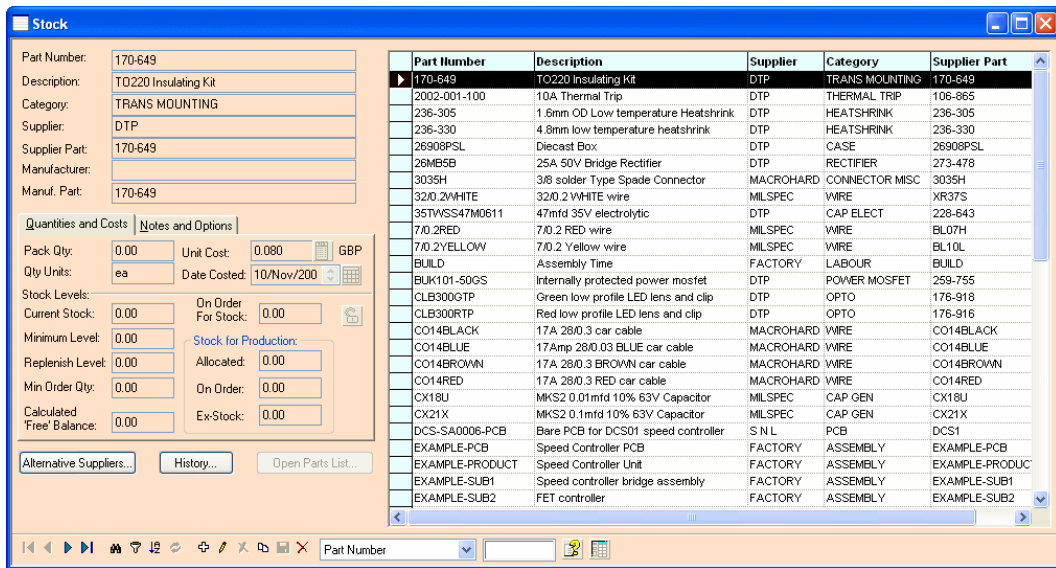 Stock
Part Number: 170-649
Description: TO220 Insulating Kit
Category: TRANS MOUNTING
Supplier: DTP
Supplier Part: 170-649
Manufacturer:
Manuf. Part: 170-649
Quantities and Costs Notes and Options
Pack Qty: 0.00 Unit Cost: 0.080 GBP
Qty Units: ea Date Costed: 10/Nov/200
Stock Levels:
Current Stock: 0.00 On Order For Stock: 0.00
Minimum Level: 0.00 Stock for Production:
Replenish Level: 0.00 Allocated: 0.00
Min Order Qty: 0.00 On Order: 0.00
Calculated 'Free' Balance: 0.00 Ex-Stock: 0.00
Alternative Suppliers... History... Open Parts List...
Part Number Description Supplier Category Supplier Part
170-649 TO220 Insulating Kit DTP TRANS MOUNTING 170-649
2002-001-100 10A Thermal Trip DTP THERMAL TRIP 106-865
236-305 1.6mm OD Low temperature Heatshrink DTP HEATSHRINK 236-305
236-330 4.8mm low temperature heatshrink DTP HEATSHRINK 236-330
26908PSL Diecast Box DTP CASE 26908PSL
26MB5B 25A 50V Bridge Rectifier DTP RECTIFIER 273-478
3035H 3/8 solder Type Spade Connector MACROHARD CONNECTOR MISC 3035H
32/0.2WHITE 32/0.2 WHITE wire MILSPEC WIRE XR37S
35TWSS47M0611 47mfd 35V electrolytic DTP CAP ELECT 228-643
7/0.2RED 7/0.2 RED wire MILSPEC WIRE BL07H
7/0.2YELLOW 7/0.2 Yellow wire MILSPEC WIRE BL10L
BUILD Assembly Time FACTORY LABOUR BUILD
BUK101-50GS Internally protected power mosfet DTP POWER MOSFET 259-755
CLB300GTP Green low profile LED lens and clip DTP OPTO 176-918
CLB300RTP Red low profile LED lens and clip DTP OPTO 176-916
CO14BLACK 17A 28/0.3 car cable MACROHARD WIRE CO14BLACK
CO14BLUE 17Amp 28/0.03 BLUE car cable MACROHARD WIRE CO14BLUE
CO14BROWN 17A 28/0.3 BROWN car cable MACROHARD WIRE CO14BROWN
CO14RED 17A 28/0.3 RED car cable MACROHARD WIRE CO14RED
CX18U MKS2 0.01mfd 10% 63V Capacitor MILSPEC CAP GEN CX18U
CX21X MKS2 0.1mfd 10% 63V Capacitor MILSPEC CAP GEN CX21X
DCS-SA0006-PCB Bare PCB for DCS01 speed controller S N L PCB DCS1
EXAMPLE-PCB Speed Controller PCB FACTORY ASSEMBLY EXAMPLE-PCB
EXAMPLE-PRODUCT Speed Controller Unit FACTORY ASSEMBLY EXAMPLE-PRODUC
EXAMPLE-SUB1 Speed controller bridge assembly FACTORY ASSEMBLY EXAMPLE-SUB1
EXAMPLE-SUB2 FET controller FACTORY ASSEMBLY EXAMPLE-SUB2
Part Number